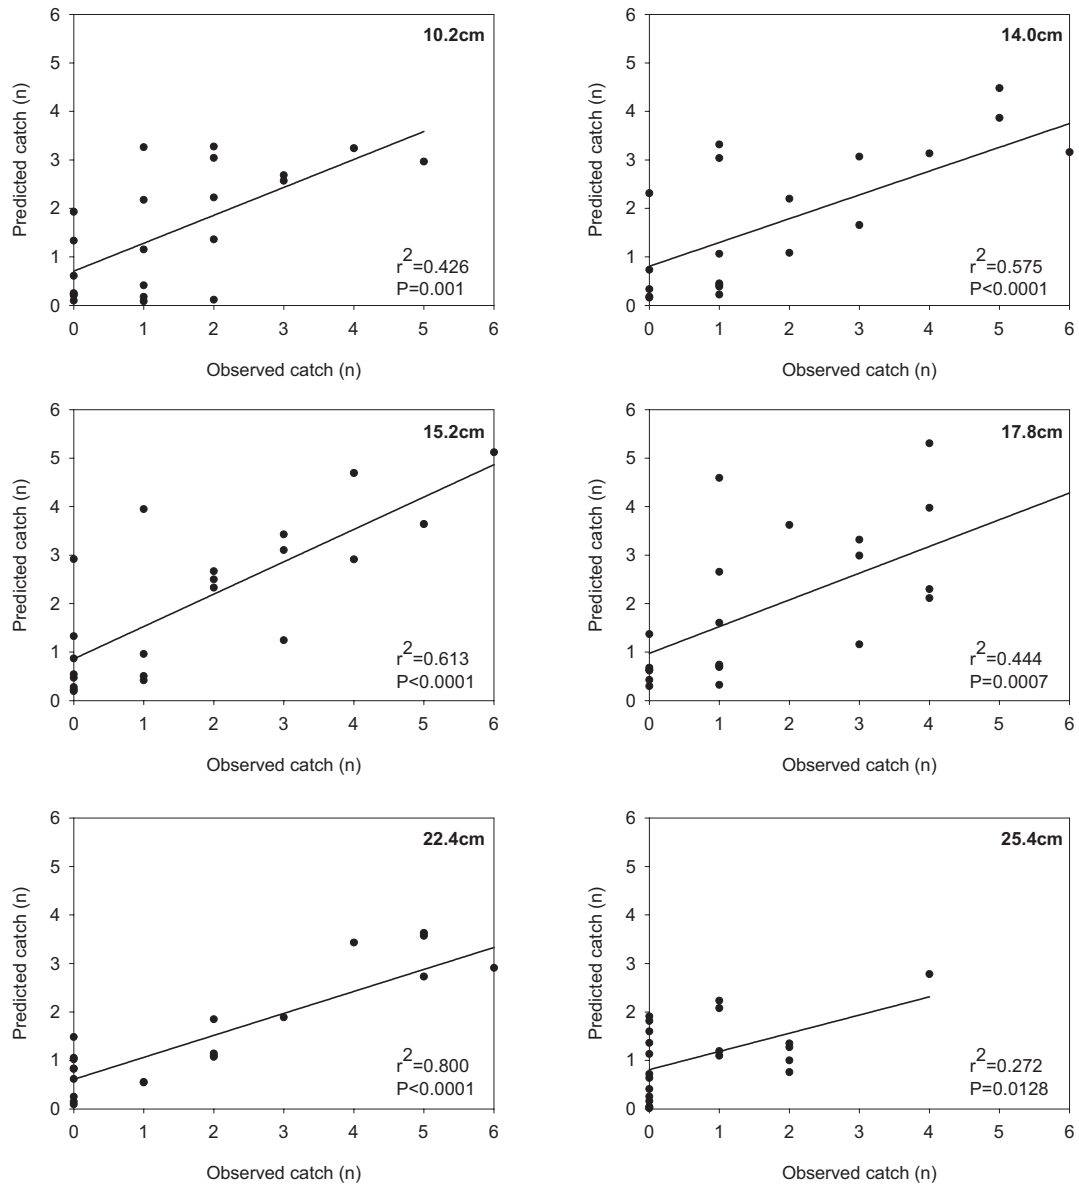 10.2cm
Predicted catch (n)
6
5
4
3
2
1
0
r2=0.426
P=0.001
0 1 2 3 4 5 6
Observed catch (n)
14.0cm
Predicted catch (n)
6
5
4
3
2
1
0
r2=0.575
P<0.0001
0 1 2 3 4 5 6
Observed catch (n)
15.2cm
Predicted catch (n)
6
5
4
3
2
1
0
r2=0.613
P<0.0001
0 1 2 3 4 5 6
Observed catch (n)
17.8cm
Predicted catch (n)
6
5
4
3
2
1
0
r2=0.444
P=0.0007
0 1 2 3 4 5 6
Observed catch (n)
22.4cm
Predicted catch (n)
6
5
4
3
2
1
0
r2=0.800
P<0.0001
0 1 2 3 4 5 6
Observed catch (n)
25.4cm
Predicted catch (n)
6
5
4
3
2
1
0
r2=0.272
P=0.0128
0 1 2 3 4 5 6
Observed catch (n)